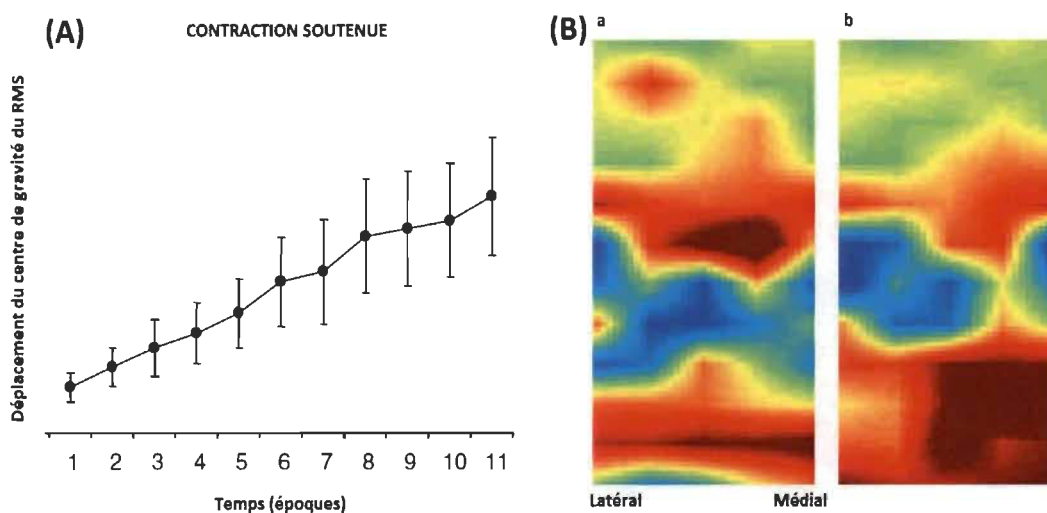 (A)
CONTRACTION SOUTENUE
Déplacement du centre de gravité du RMS
1 2 3 4 5 6 7 8 9 10 11
Temps (époques)
(B)
a
b
Latéral
Médial